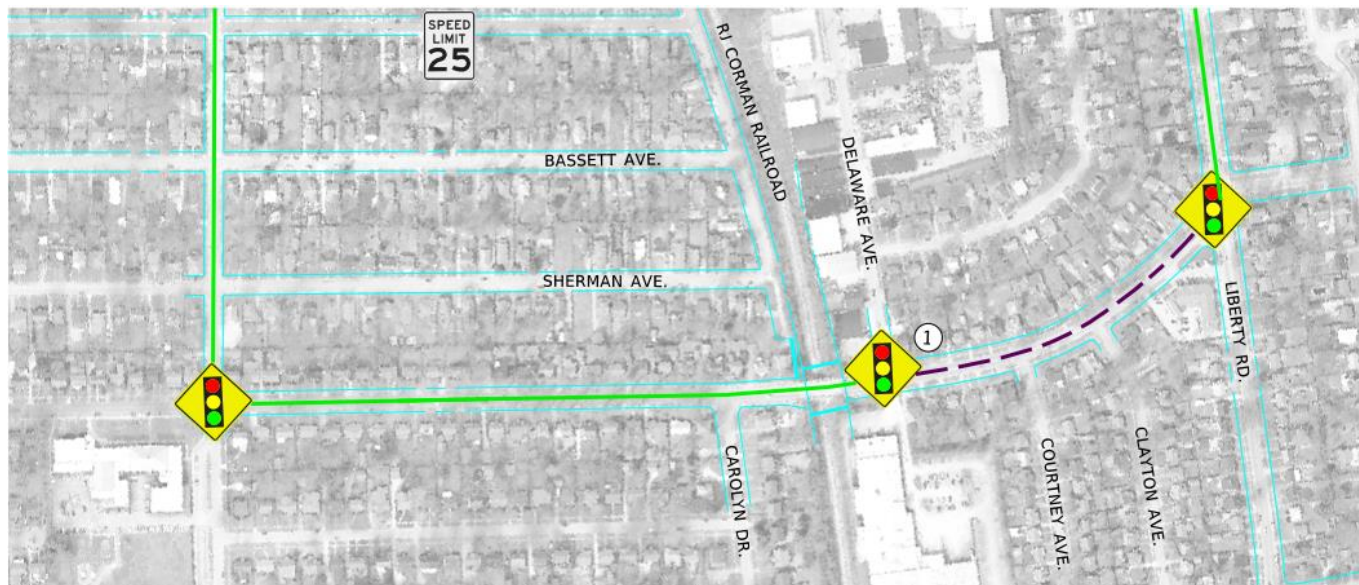 SPEED
LIMIT
25
RJ CORMAN RAILROAD
BASSETT AVE.
DELAWARE AVE.
SHERMAN AVE.
LIBERTY RD.
1
CAROLYN DR.
COURTNEY AVE.
CLAYTON AVE.